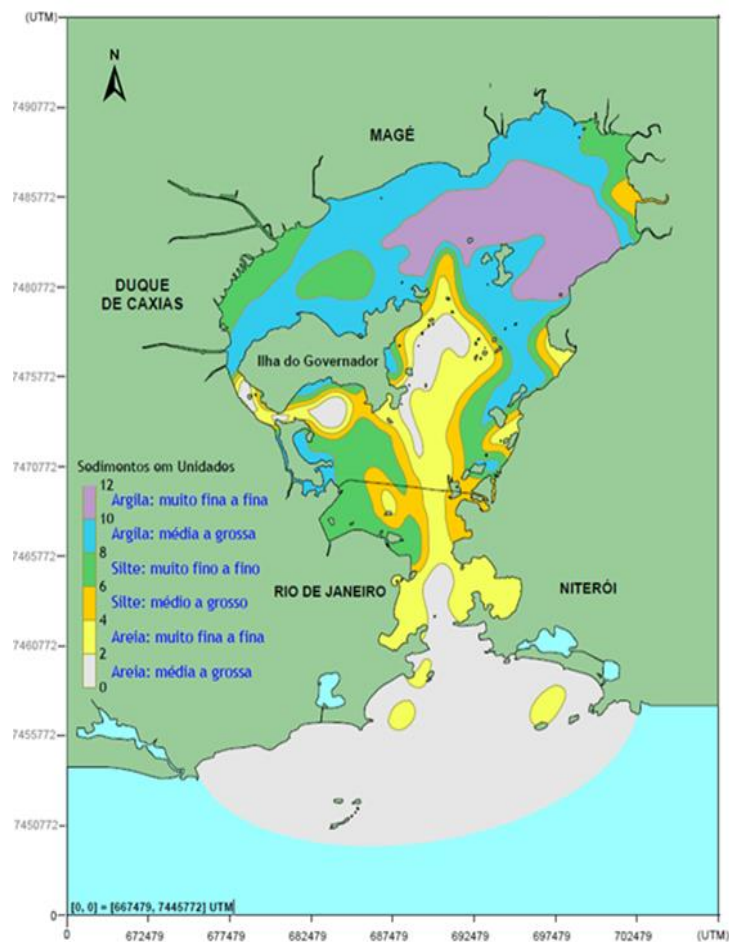 (UTM)
N
7490772
MAGÉ
7485772
7480772
DUQUE
DE CAXIAS
Ilha do Governador
7475772
7470772
Sedimentos em Unidades
12
Argila: muito fina a fina
10
Argila: média a grossa
8
Silte: muito fino a fino
6
Silte: médio a grosso
4
Areia: muito fina a fina
2
Areia: média a grossa
0
7465772
RIO DE JANEIRO
NITERÓI
7460772
7455772
7450772
[0, 0] = [667479, 7445772] UTM
0
0 672479 677479 682479 687479 692479 697479 702479 (UTM)